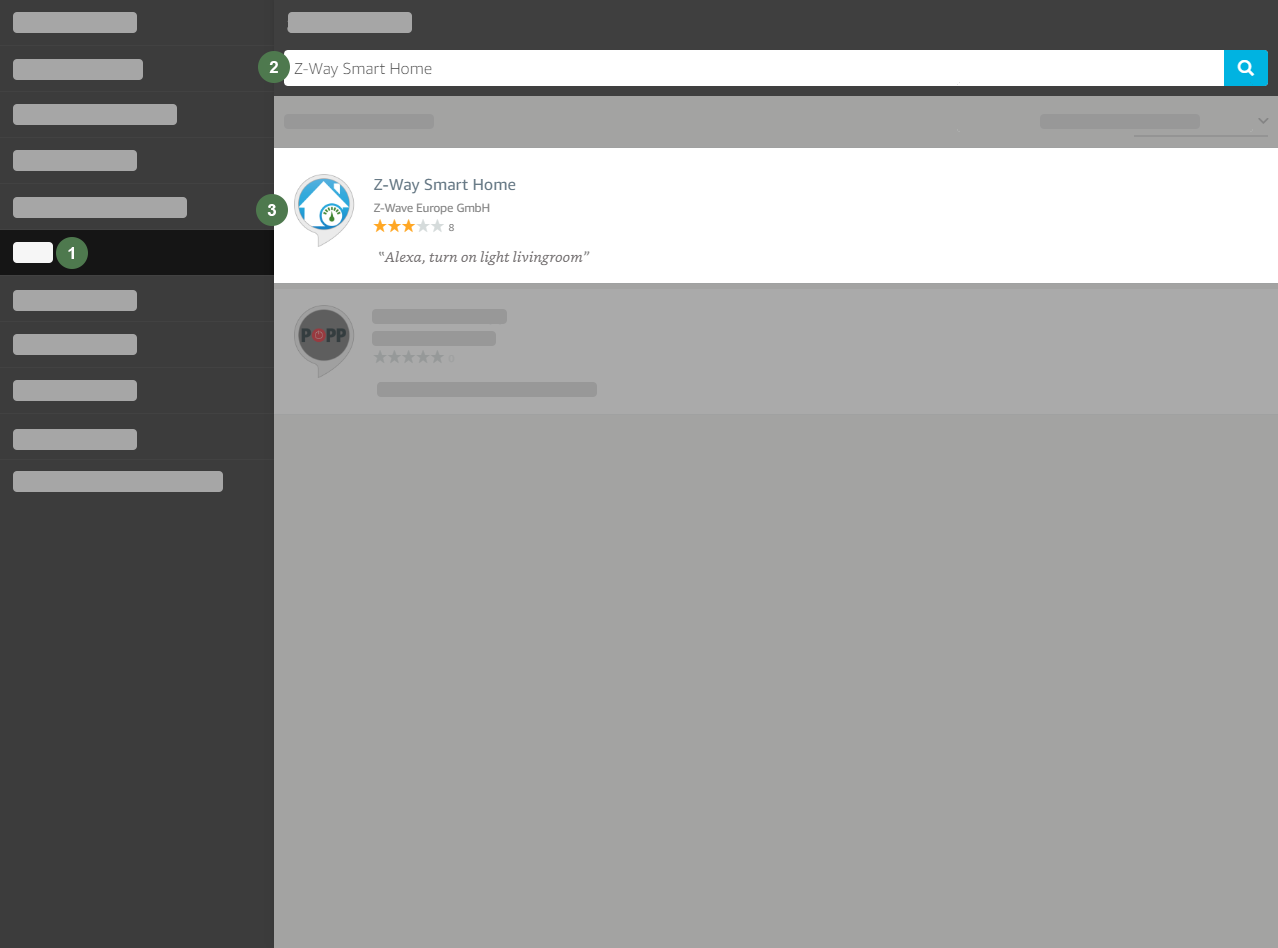 2
Z-Way Smart Home
3
Z-Way Smart Home
Z-Wave Europe GmbH
8
"Alexa, turn on light livingroom"
1
POPP
0